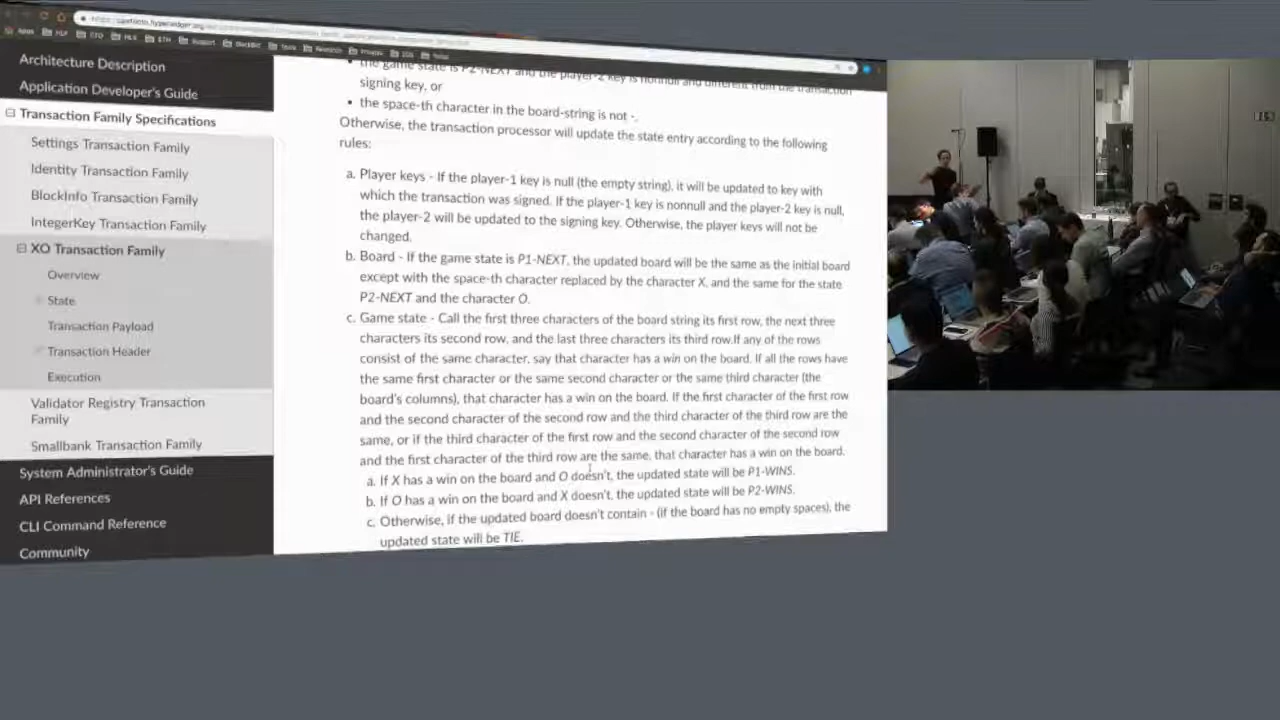 Architecture Description
Application Developer's Guide
Transaction Family Specifications
Settings Transaction Family
Identity Transaction Family
BlockInfo Transaction Family
IntegerKey Transaction Family
XO Transaction Family
Overview
State
Transaction Payload
Transaction Header
Execution
Validator Registry Transaction
Family
Smallbank Transaction Family
System Administrator's Guide
API References
CLI Command Reference
Community
the game state is P2-NEXT and the player-2 key is nonnull and different from the transaction
signing key, or
• the space-th character in the board-string is not -.
Otherwise, the transaction processor will update the state entry according to the following
rules:
a. Player keys - If the player-1 key is null (the empty string), it will be updated to key with
which the transaction was signed. If the player-1 key is nonnull and the player-2 key is null,
the player-2 will be updated to the signing key. Otherwise, the player keys will not be
changed.
b. Board - If the game state is P1-NEXT, the updated board will be the same as the initial board
except with the space-th character replaced by the character X, and the same for the state
P2-NEXT and the character O.
c. Game state - Call the first three characters of the board string its first row, the next three
characters its second row, and the last three characters its third row.If any of the rows
consist of the same character, say that character has a win on the board. If all the rows have
the same first character or the same second character or the same third character (the
board's columns), that character has a win on the board. If the first character of the first row
and the second character of the second row and the third character of the third row are the
same, or if the third character of the first row and the second character of the second row
and the first character of the third row are the same, that character has a win on the board.
a. If X has a win on the board and O doesn't, the updated state will be P1-WINS.
b. If O has a win on the board and X doesn't, the updated state will be P2-WINS.
c. Otherwise, if the updated board doesn't contain - (if the board has no empty spaces), the
updated state will be TIE.